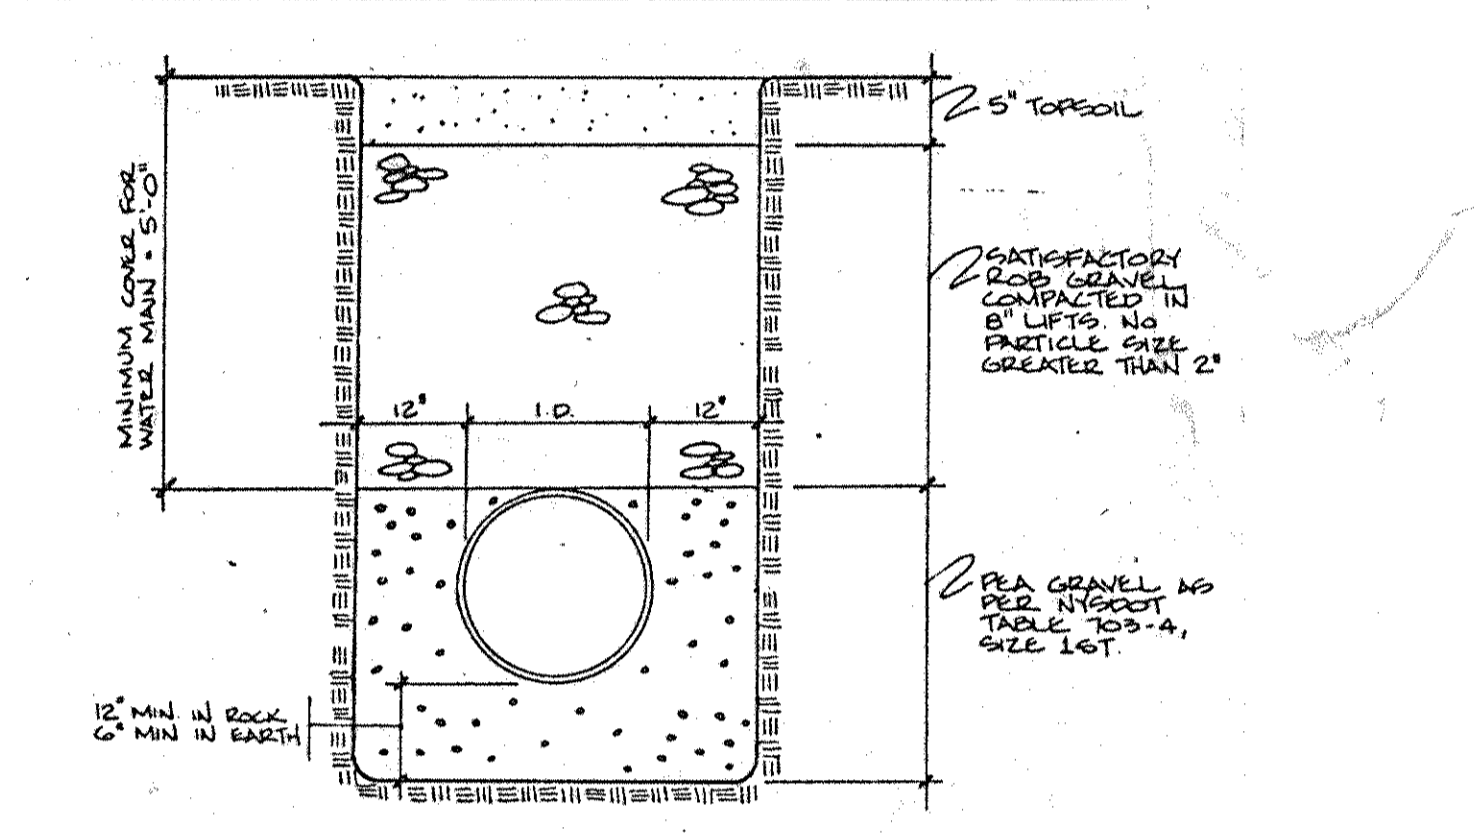 5" TOPSOIL
MINIMUM COVER FOR
WATER MAIN = 5'-0"
SATISFACTORY
ROB GRAVEL,
COMPACTED IN
8" LIFTS. NO
PARTICLE SIZE
GREATER THAN 2"
12" I.D. 12"
PEA GRAVEL AS
PER NYSDOT
TABLE 703-4,
SIZE 1ST.
12" MIN. IN ROCK
6" MIN IN EARTH